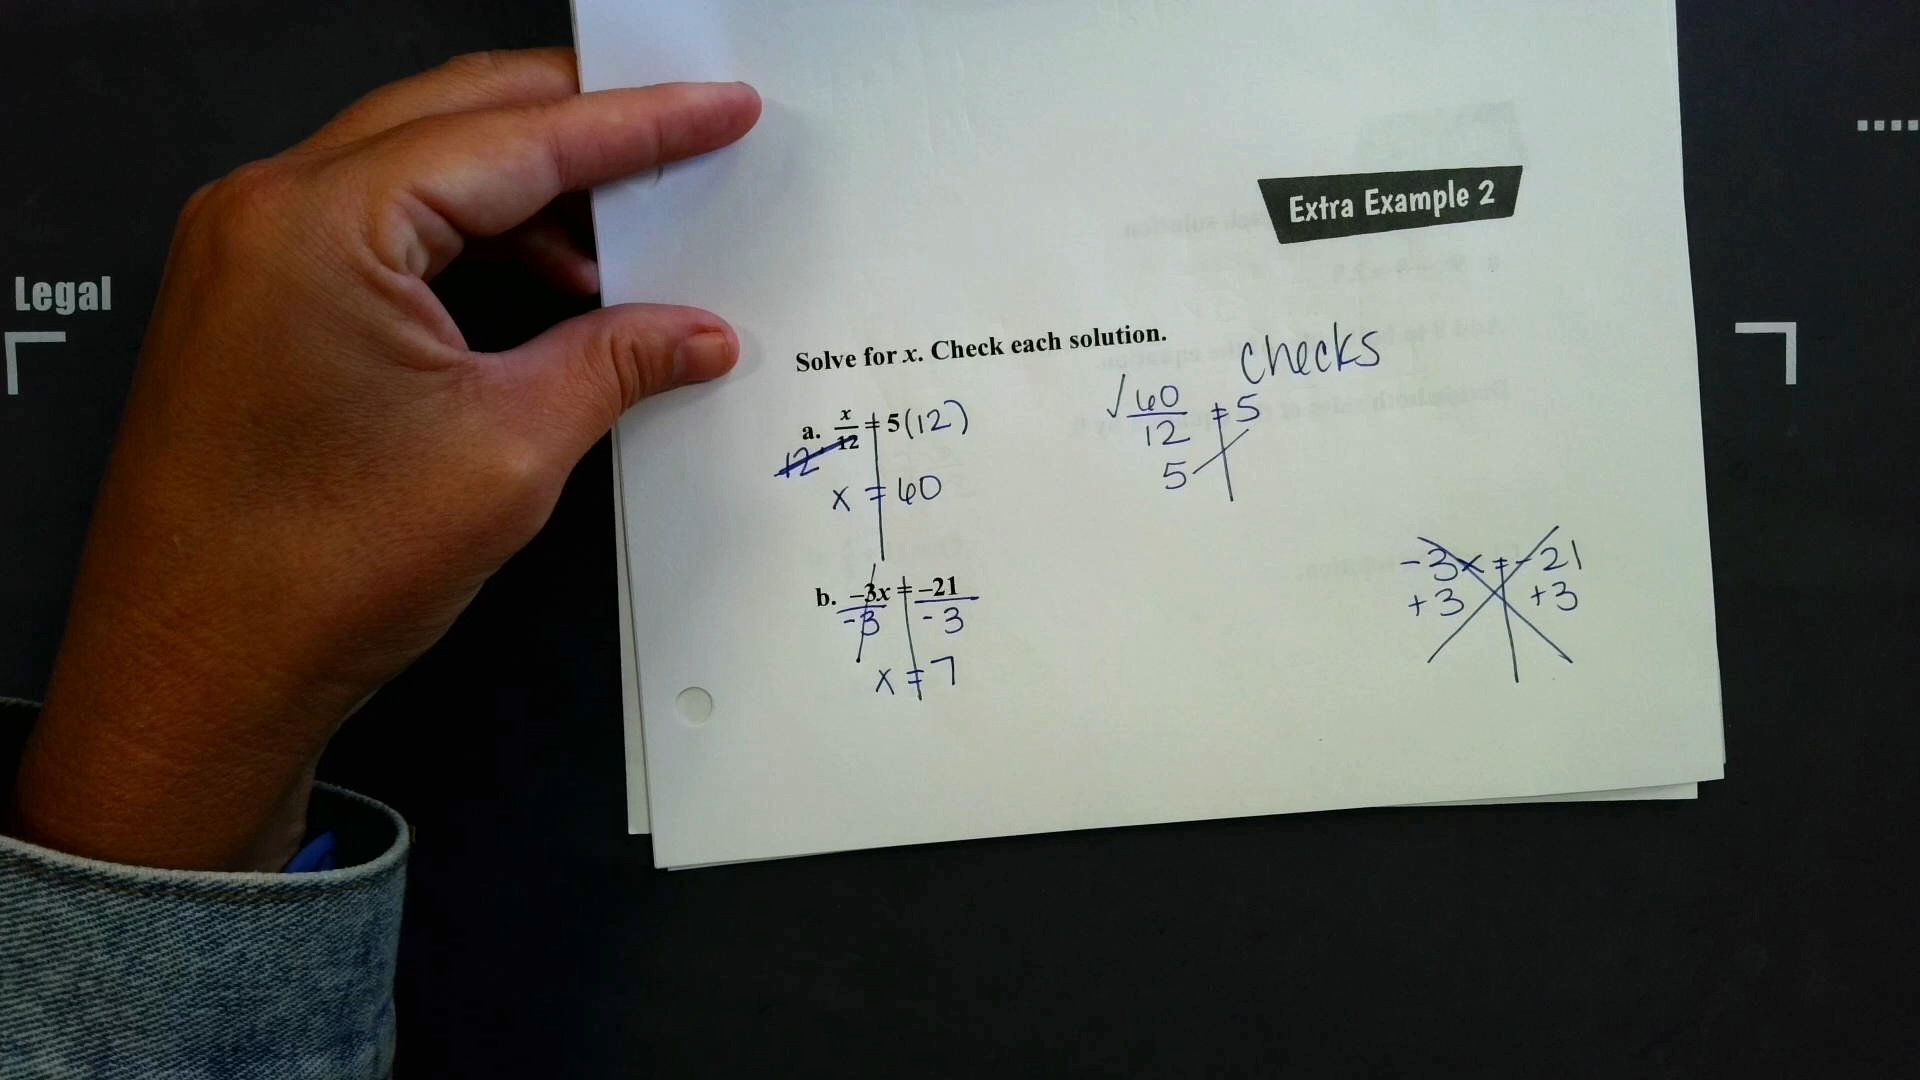 Legal
Extra Example 2
Solve for x. Check each solution.
checks
a. x/12 = 5(12)
12 ·
x = 60
√ 60/12 = 5
5
b. -3x = -21
-3 -3
x = 7
-3x = -21
+3 +3